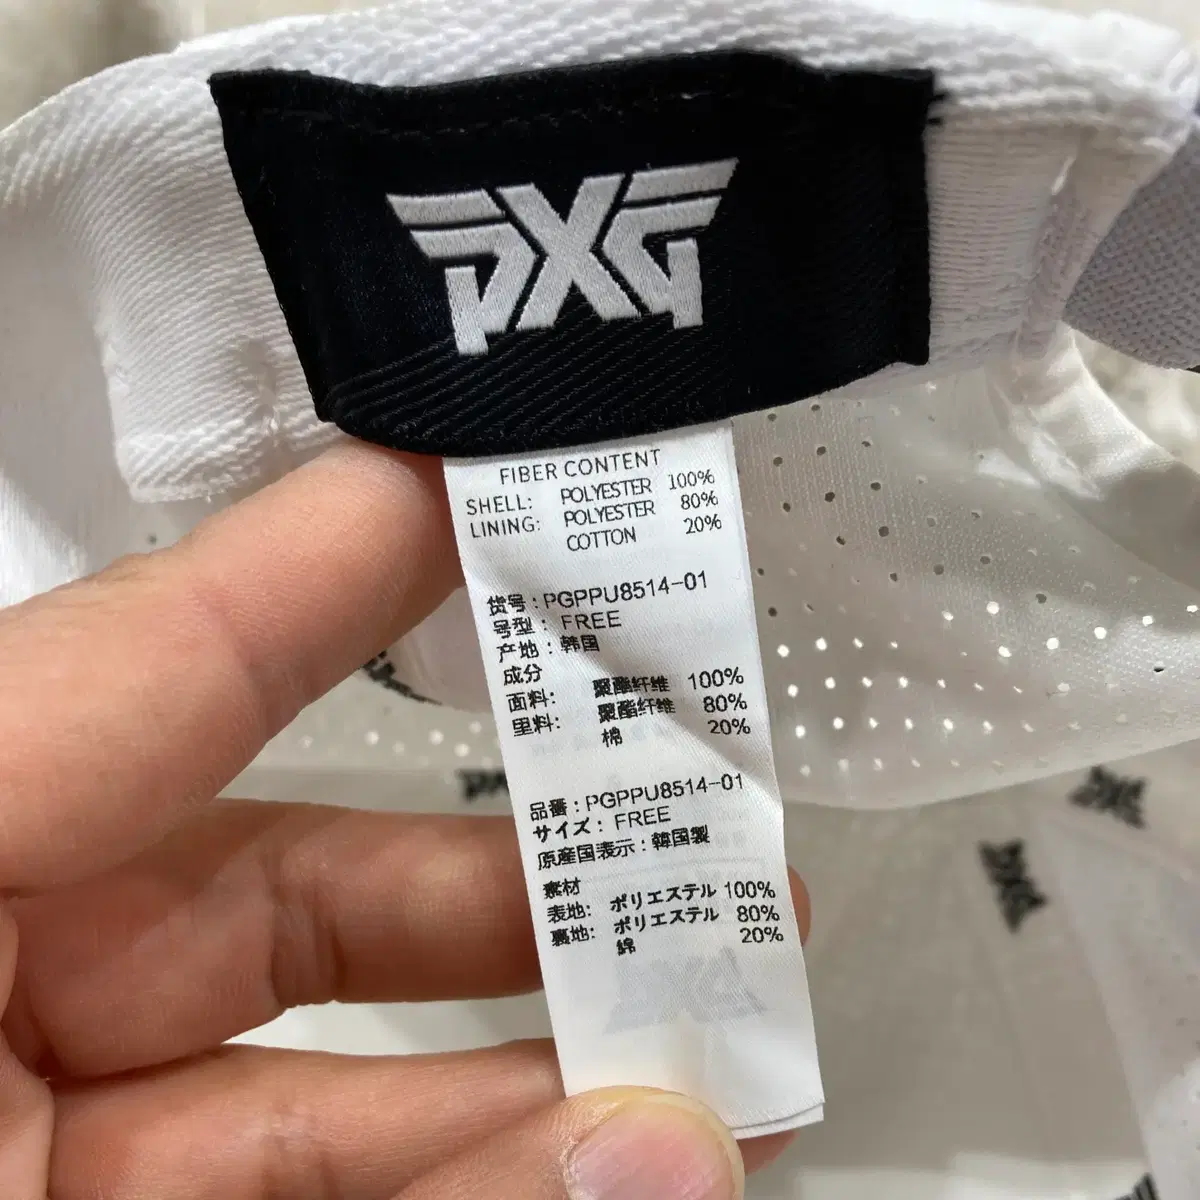 PXG
FIBER CONTENT
SHELL: POLYESTER 100%
LINING: POLYESTER 80%
COTTON 20%
货号: PGPPU8514-01
号型: FREE
产地: 韩国
成分
面料: 聚酯纤维 100%
里料: 聚酯纤维 80%
棉 20%
品番: PGPPU8514-01
サイズ: FREE
原産国表示: 韓国製
素材
表地: ポリエステル 100%
裏地: ポリエステル 80%
綿 20%
PXG
PXG